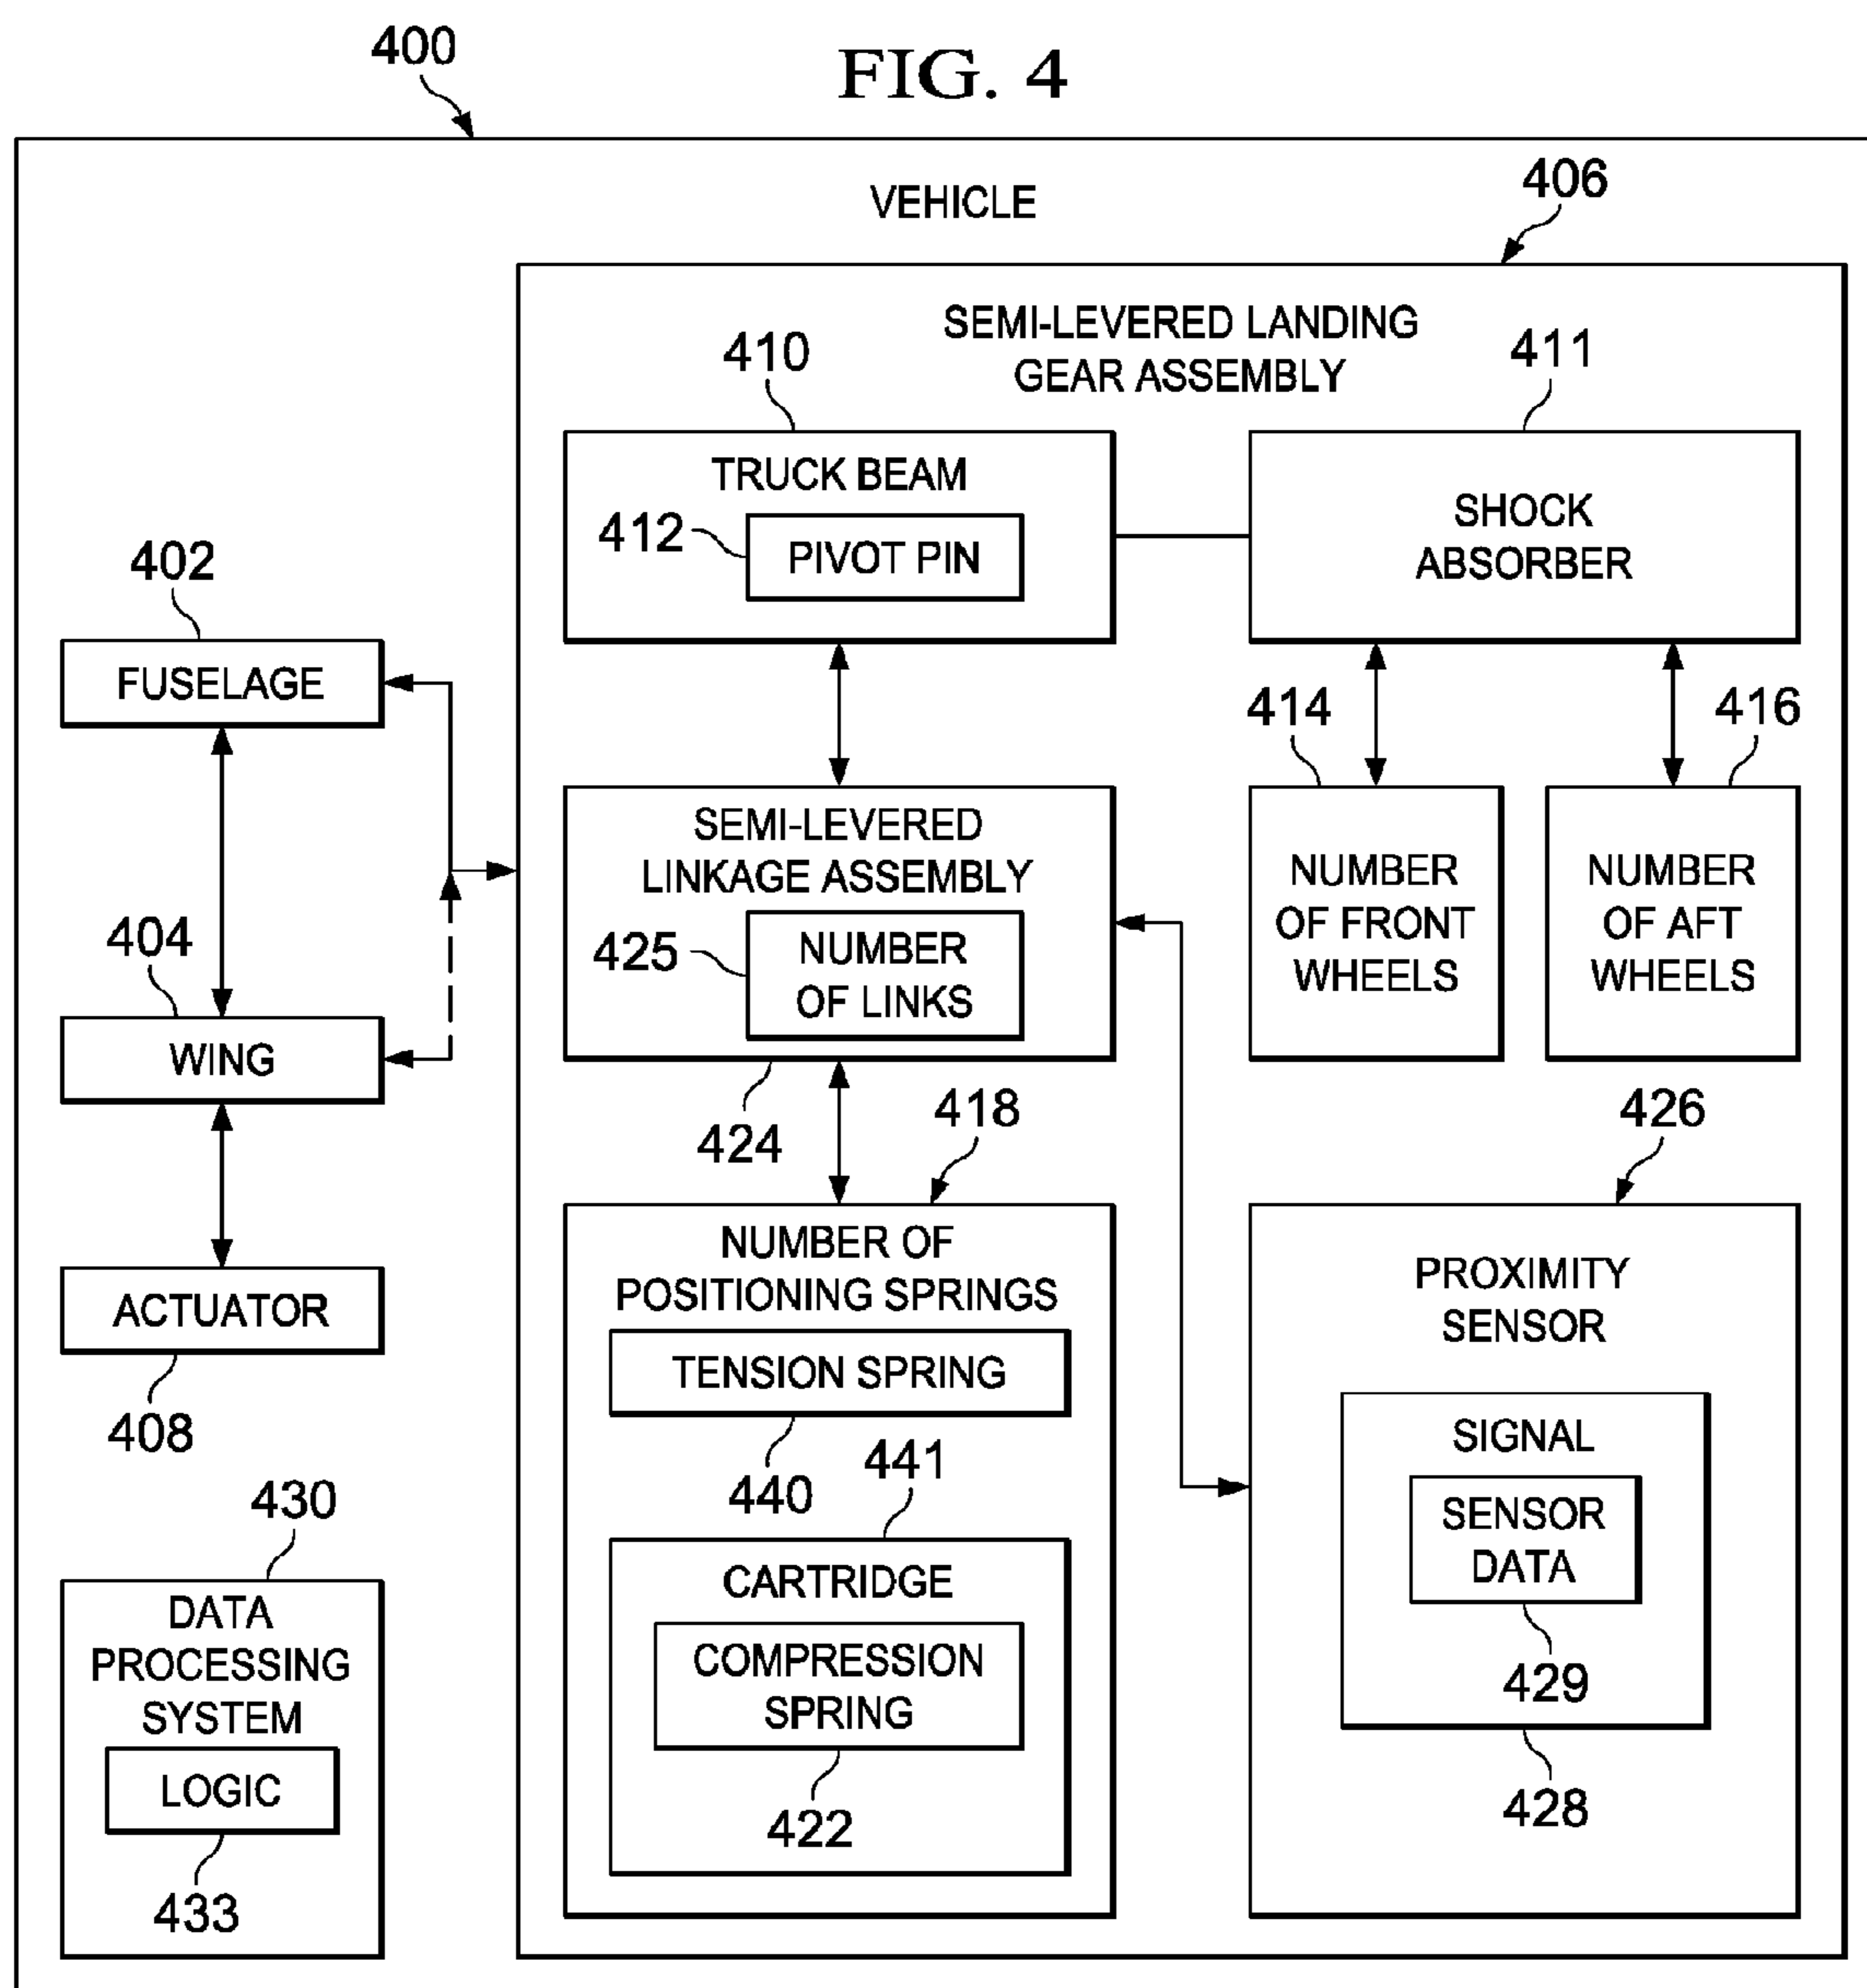 FIG. 4
400
VEHICLE
406
SEMI-LEVERED LANDING
GEAR ASSEMBLY
410
TRUCK BEAM
412
PIVOT PIN
411
SHOCK
ABSORBER
402
FUSELAGE
404
WING
ACTUATOR
408
414
NUMBER
OF FRONT
WHEELS
416
NUMBER
OF AFT
WHEELS
SEMI-LEVERED
LINKAGE ASSEMBLY
425
NUMBER
OF LINKS
424
418
NUMBER OF
POSITIONING SPRINGS
TENSION SPRING
440
441
CARTRIDGE
COMPRESSION
SPRING
422
426
PROXIMITY
SENSOR
SIGNAL
SENSOR
DATA
429
428
430
DATA
PROCESSING
SYSTEM
LOGIC
433